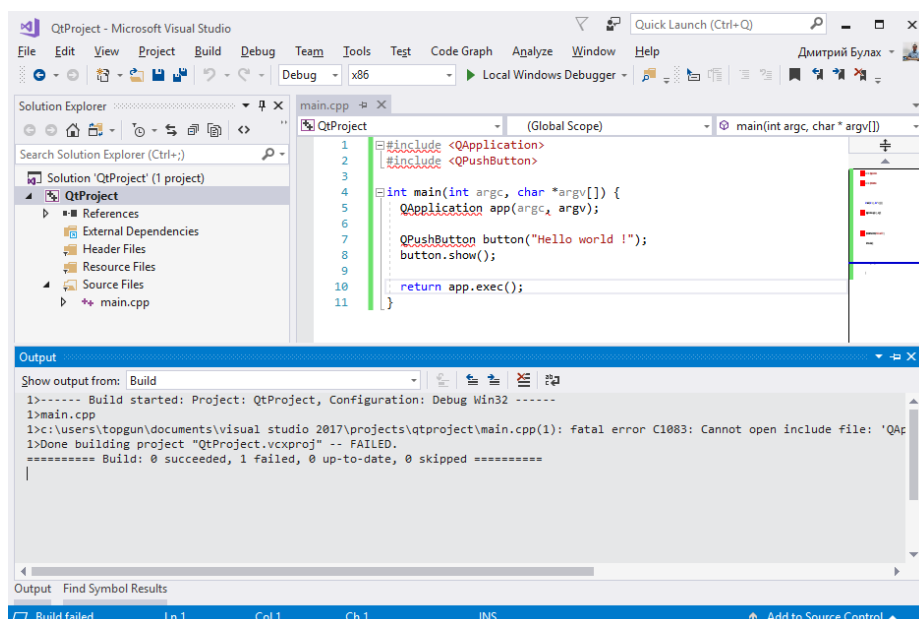 QtProject - Microsoft Visual Studio
Quick Launch (Ctrl+Q)
File Edit View Project Build Debug Team Tools Test Code Graph Analyze Window Help Дмитрий Булах
Debug x86 Local Windows Debugger
Solution Explorer
main.cpp
QtProject (Global Scope) main(int argc, char * argv[])
Search Solution Explorer (Ctrl+;)
Solution 'QtProject' (1 project)
QtProject
References
External Dependencies
Header Files
Resource Files
Source Files
main.cpp
1 #include <QApplication>
2 #include <QPushButton>
3
4 int main(int argc, char *argv[]) {
5 QApplication app(argc, argv);
6
7 QPushButton button("Hello world !");
8 button.show();
9
10 return app.exec();
11 }
Output
Show output from: Build
1>------ Build started: Project: QtProject, Configuration: Debug Win32 ------
1>main.cpp
1>c:\users\topgun\documents\visual studio 2017\projects\qtproject\main.cpp(1): fatal error C1083: Cannot open include file: 'QAp
1>Done building project "QtProject.vcxproj" -- FAILED.
========== Build: 0 succeeded, 1 failed, 0 up-to-date, 0 skipped ==========
Output Find Symbol Results
Build failed Ln 1 Col 1 Ch 1 INS Add to Source Control